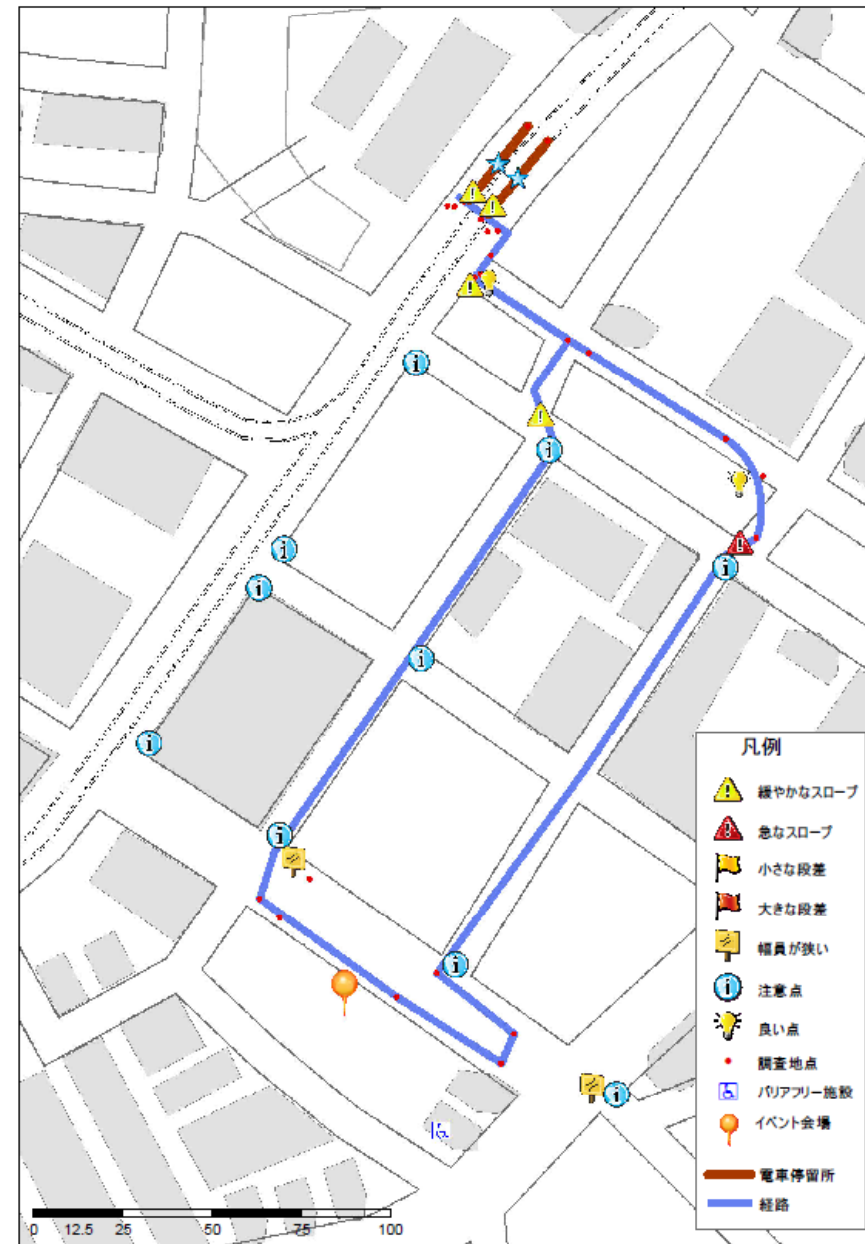 凡例
緩やかなスロープ
急なスロープ
小さな段差
大きな段差
幅員が狭い
注意点
良い点
調査地点
バリアフリー施設
イベント会場
電車停留所
経路
0 12.5 25 50 75 100